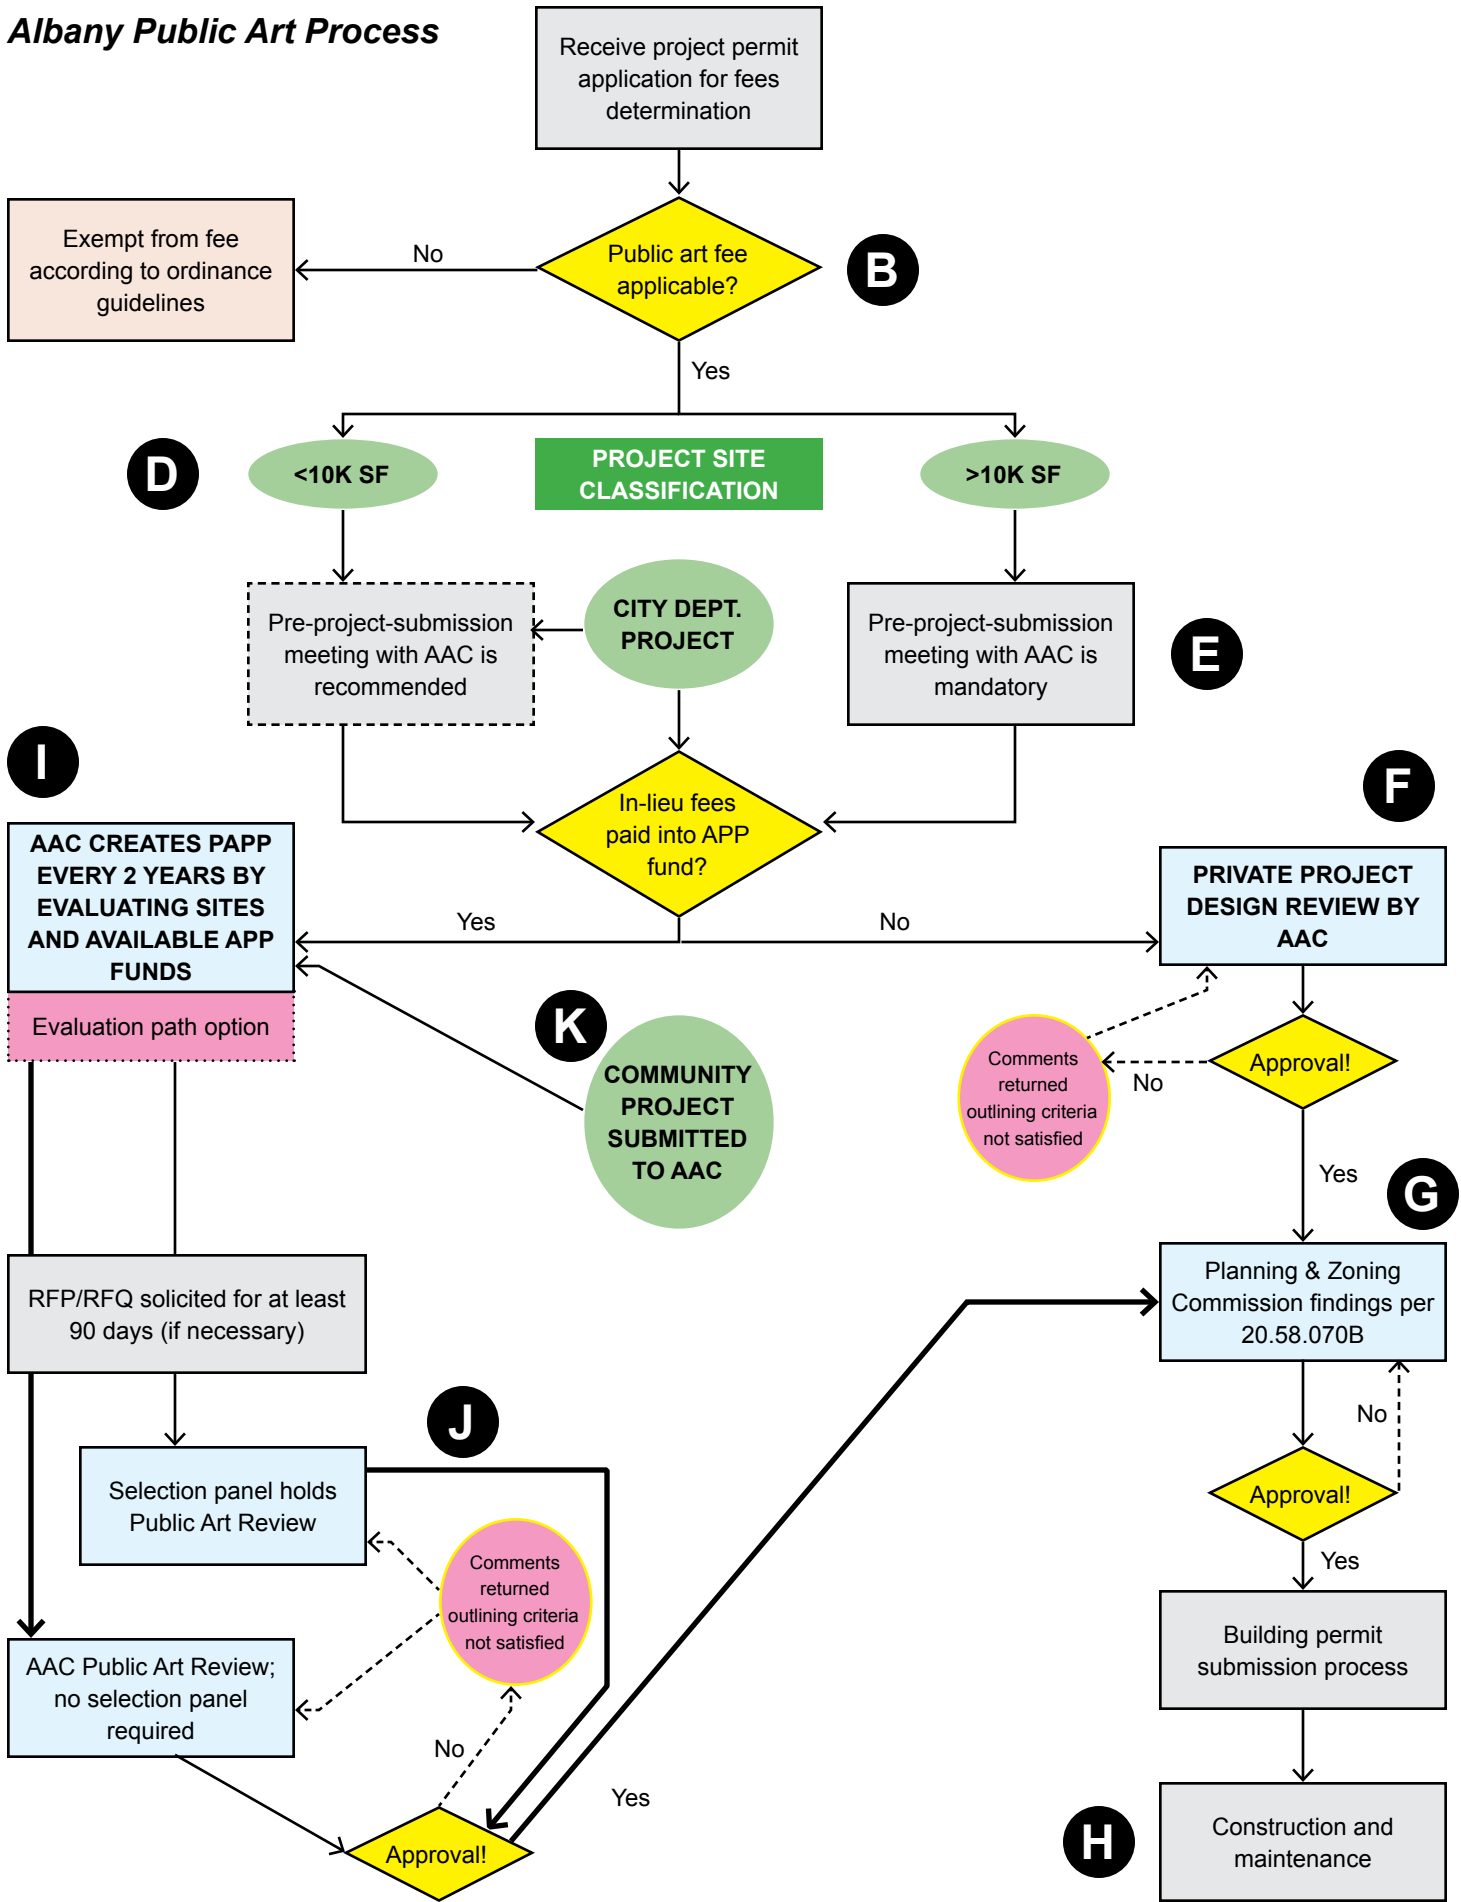 Albany Public Art Process
Receive project permit
application for fees
determination
Exempt from fee
according to ordinance
guidelines
No
Public art fee
applicable?
B
Yes
D
<10K SF
PROJECT SITE
CLASSIFICATION
>10K SF
Pre-project-submission
meeting with AAC is
recommended
CITY DEPT.
PROJECT
Pre-project-submission
meeting with AAC is
mandatory
E
I
In-lieu fees
paid into APP
fund?
F
AAC CREATES PAPP
EVERY 2 YEARS BY
EVALUATING SITES
AND AVAILABLE APP
FUNDS
Yes
No
PRIVATE PROJECT
DESIGN REVIEW BY
AAC
Evaluation path option
K
COMMUNITY
PROJECT
SUBMITTED
TO AAC
Comments
returned
outlining criteria
not satisfied
No
Approval!
Yes
G
RFP/RFQ solicited for at least
90 days (if necessary)
Planning & Zoning
Commission findings per
20.58.070B
J
No
Selection panel holds
Public Art Review
Approval!
Comments
returned
outlining criteria
not satisfied
Yes
AAC Public Art Review;
no selection panel
required
Building permit
submission process
No
Yes
Approval!
H
Construction and
maintenance